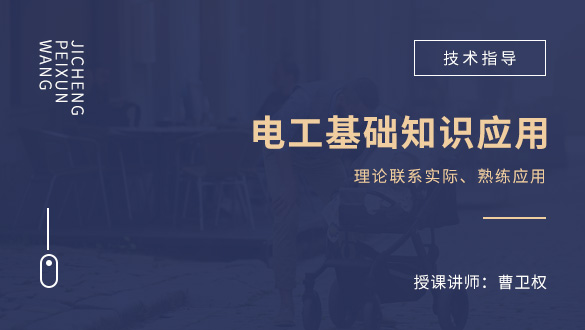 JICHENG
PEIXUN
WANG
技术指导
电工基础知识应用
理论联系实际、熟练应用
授课讲师：曹卫权